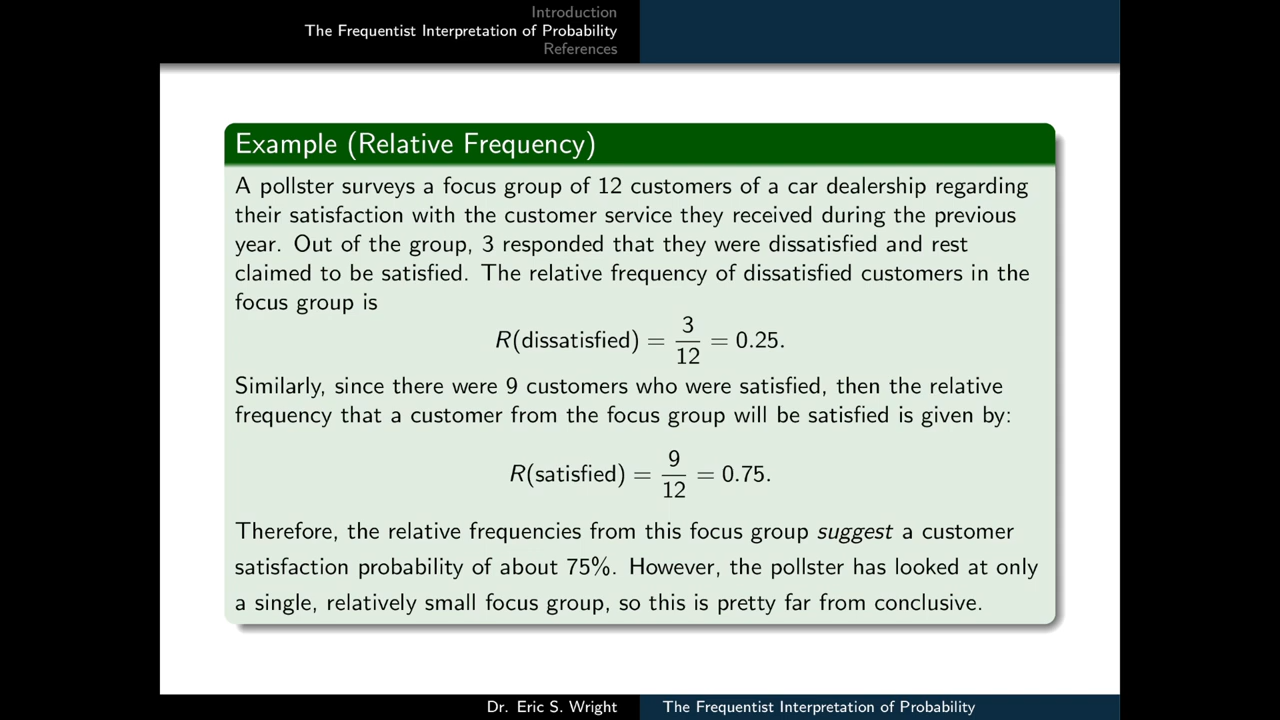 Introduction
The Frequentist Interpretation of Probability
References
Example (Relative Frequency)
A pollster surveys a focus group of 12 customers of a car dealership regarding
their satisfaction with the customer service they received during the previous
year. Out of the group, 3 responded that they were dissatisfied and rest
claimed to be satisfied. The relative frequency of dissatisfied customers in the
focus group is
R(dissatisfied) = 3/12 = 0.25.
Similarly, since there were 9 customers who were satisfied, then the relative
frequency that a customer from the focus group will be satisfied is given by:
R(satisfied) = 9/12 = 0.75.
Therefore, the relative frequencies from this focus group suggest a customer
satisfaction probability of about 75%. However, the pollster has looked at only
a single, relatively small focus group, so this is pretty far from conclusive.
Dr. Eric S. Wright
The Frequentist Interpretation of Probability